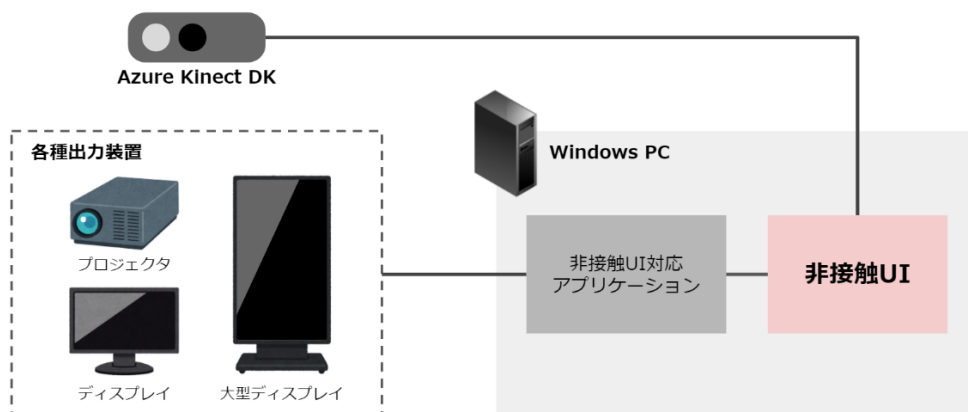 Azure Kinect DK
各種出力装置
Windows PC
プロジェクタ
非接触UI対応
アプリケーション
非接触UI
ディスプレイ
大型ディスプレイ